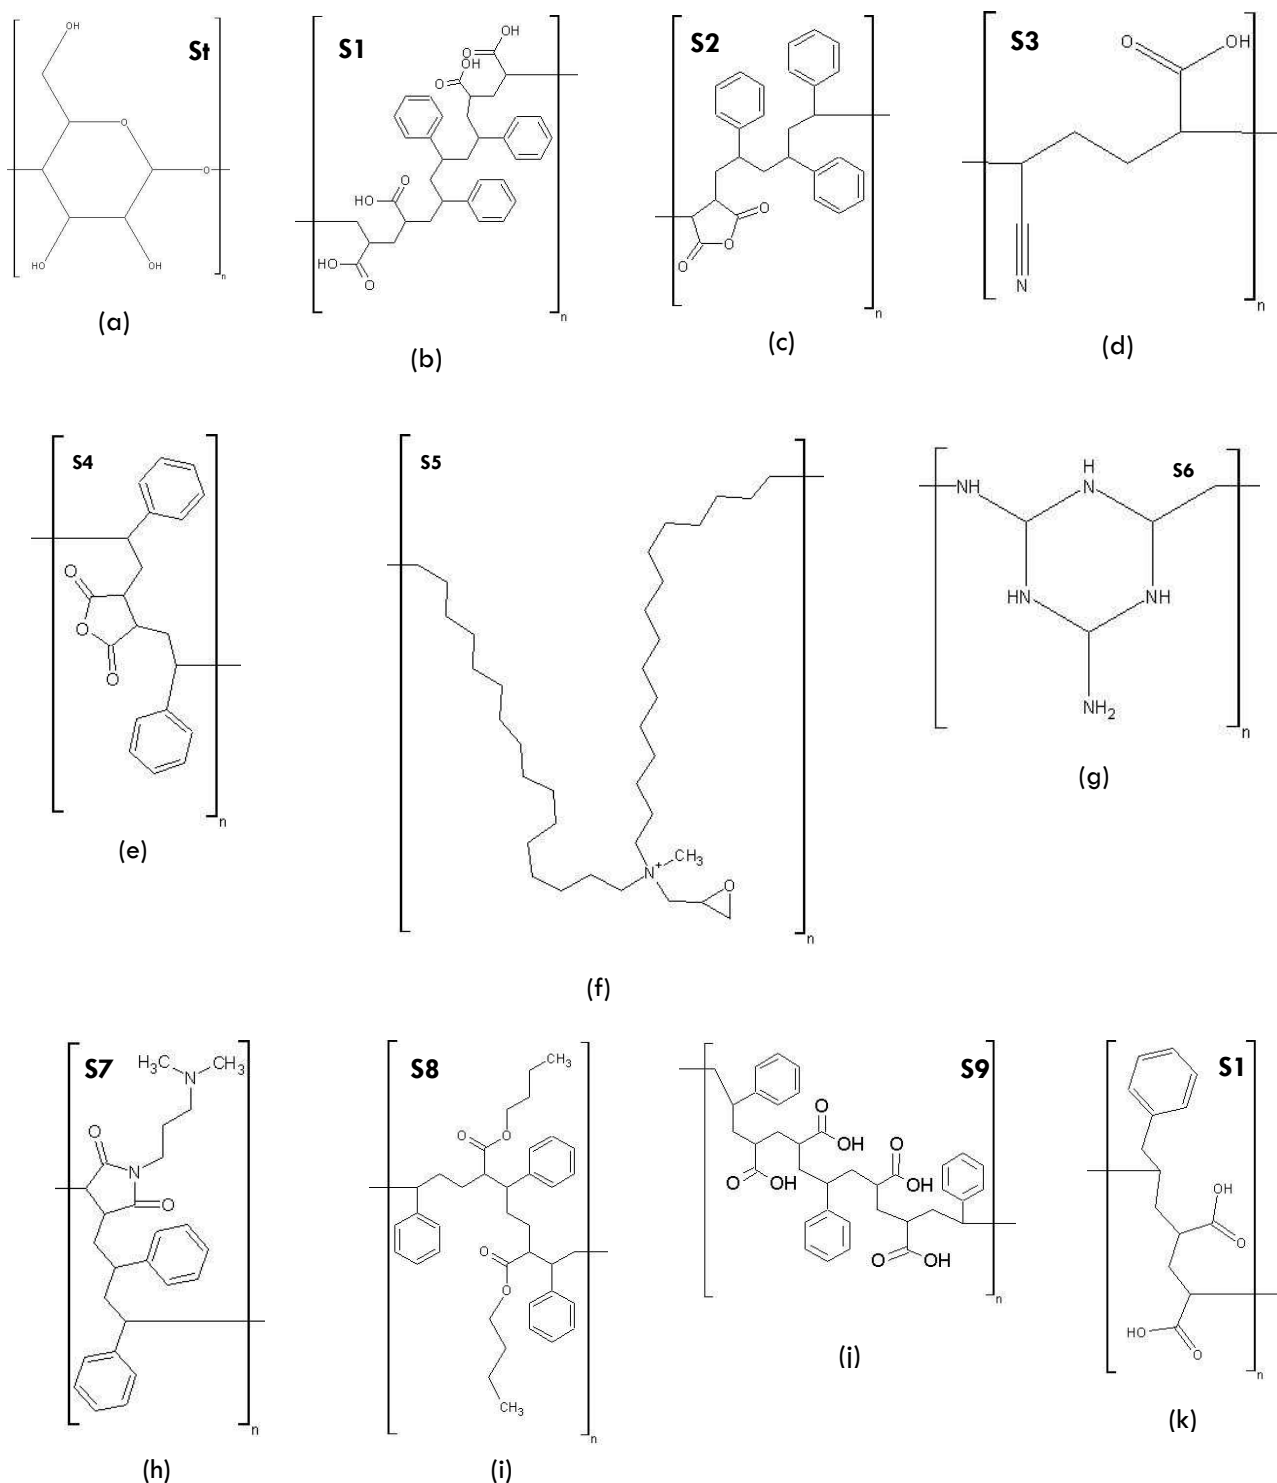 St
OH
O
O
HO
OH
n
(a)
S1
OH
O
OH
O
HO
O
HO
O
n
(b)
S2
O
O
O
n
(c)
S3
O
OH
N
n
(d)
S4
O
O
O
n
(e)
S5
N+
CH3
O
n
(f)
S6
NH
H
N
HN
NH
NH2
n
(g)
S7
H3C
CH3
N
O
N
O
n
(h)
S8
CH3
O
O
O
O
CH3
n
(i)
S9
O
OH
O
OH
O
OH
O
OH
n
(j)
S1
OH
O
HO
O
n
(k)